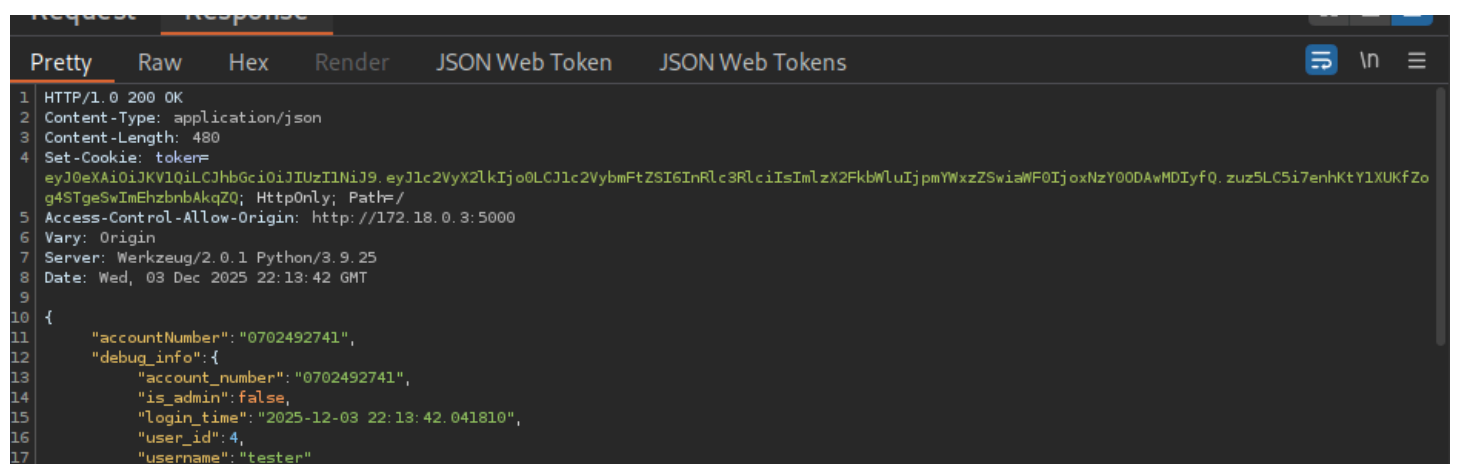 Request Response
Pretty Raw Hex Render JSON Web Token JSON Web Tokens \n
1 HTTP/1.0 200 OK
2 Content-Type: application/json
3 Content-Length: 480
4 Set-Cookie: token=
eyJ0eXAiOiJKV1QiLCJhbGciOiJIUzI1NiJ9.eyJ1c2VyX2lkIjo0LCJ1c2VybmFtZSI6InRlc3RlciIsImlzX2FkbWluIjpmYWxzZSwiaWF0IjoxNzY0ODAwMDIyfQ.zuz5LC5i7enhKtY1XUKfZo
g4STgeSwImEhzbnbAkqZQ; HttpOnly; Path=/
5 Access-Control-Allow-Origin: http://172.18.0.3:5000
6 Vary: Origin
7 Server: Werkzeug/2.0.1 Python/3.9.25
8 Date: Wed, 03 Dec 2025 22:13:42 GMT
9
10 {
11 "accountNumber":"0702492741",
12 "debug_info":{
13 "account_number":"0702492741",
14 "is_admin":false,
15 "login_time":"2025-12-03 22:13:42.041810",
16 "user_id":4,
17 "username":"tester"